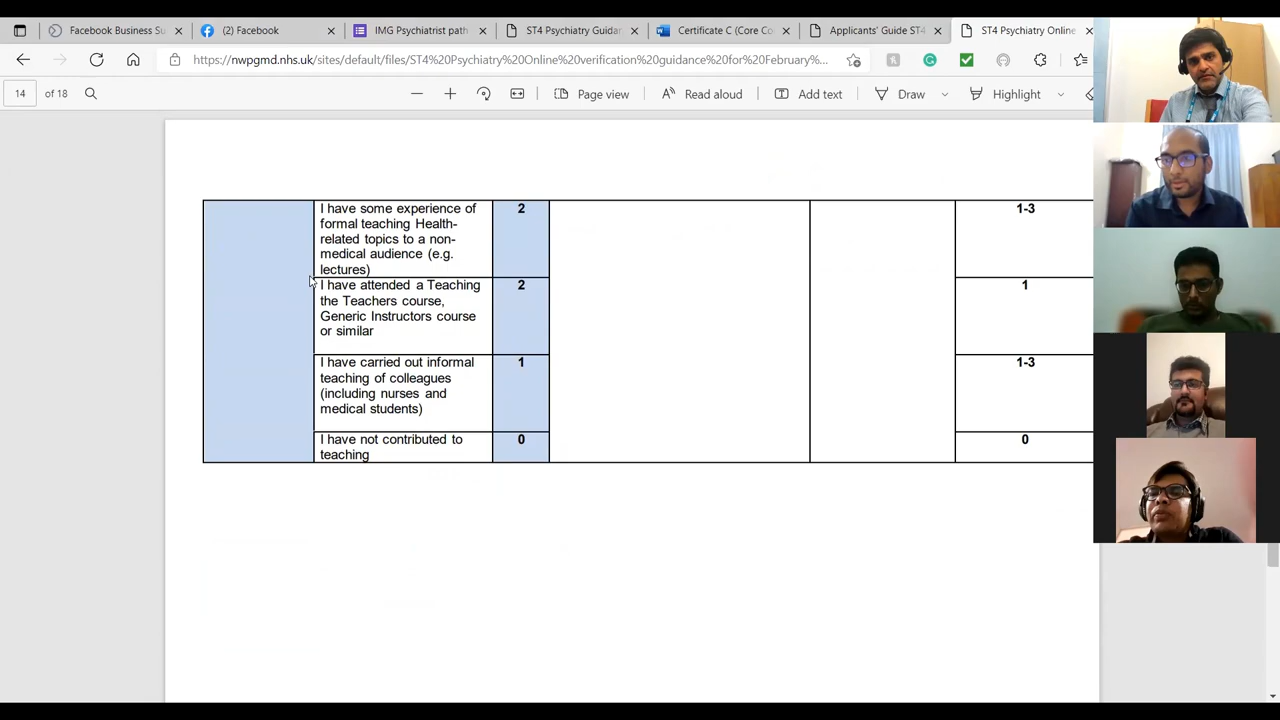 Facebook Business Su
(2) Facebook
IMG Psychiatrist path
ST4 Psychiatry Guidan
Certificate C (Core Co
Applicants' Guide ST4
ST4 Psychiatry Online
https://nwpgmd.nhs.uk/sites/default/files/ST4%20Psychiatry%20Online%20verification%20guidance%20for%20February%...
14 of 18
Page view
Read aloud
Add text
Draw
Highlight
I have some experience of
formal teaching Health-
related topics to a non-
medical audience (e.g.
lectures)
2
1-3
I have attended a Teaching
the Teachers course,
Generic Instructors course
or similar
2
1
I have carried out informal
teaching of colleagues
(including nurses and
medical students)
1
1-3
I have not contributed to
teaching
0
0